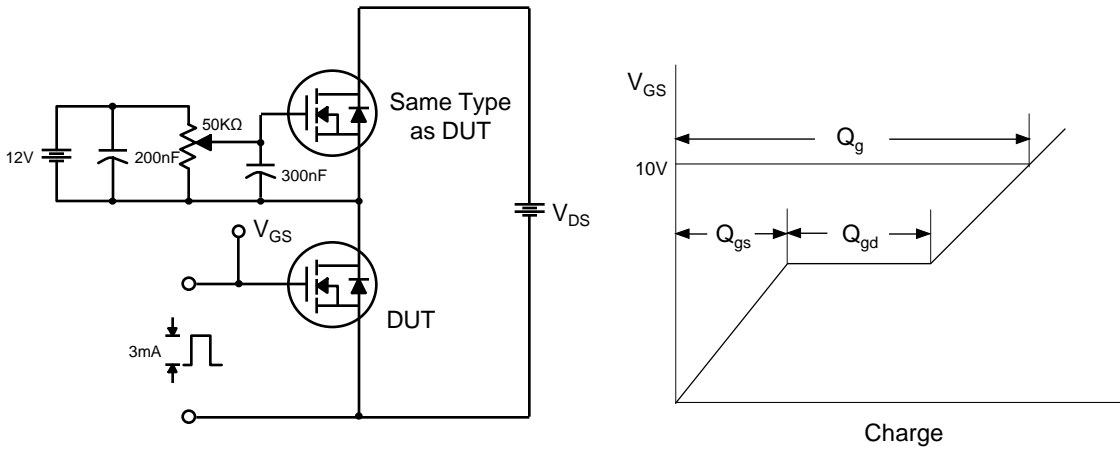 Same Type
as DUT
50KΩ
12V
200nF
300nF
V_GS
DUT
3mA
V_DS
V_GS
10V
Q_g
Q_gs
Q_gd
Charge